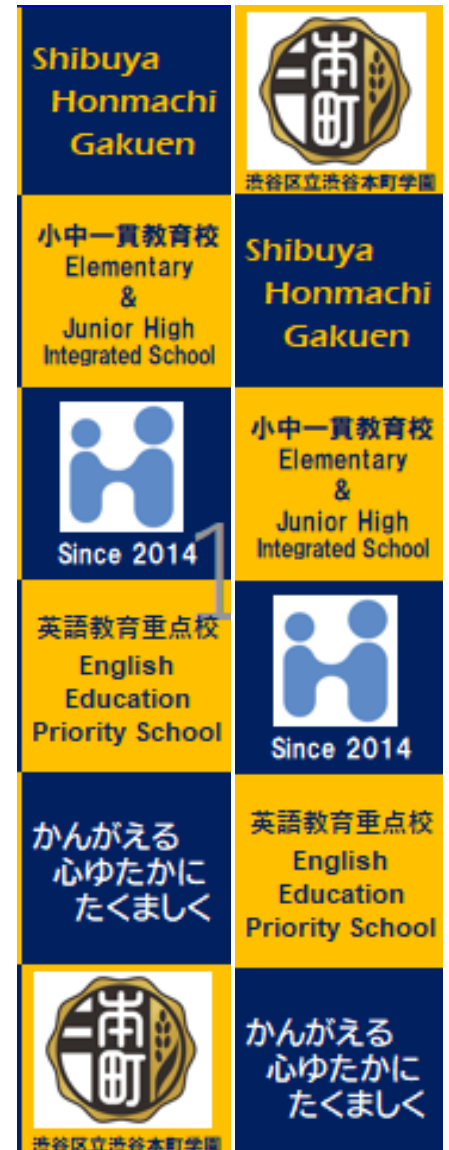 Shibuya
Honmachi
Gakuen
小中一貫教育校
Elementary
&
Junior High
Integrated School
Since 2014
1
英語教育重点校
English
Education
Priority School
かんがえる
心ゆたかに
たくましく
本町
渋谷区立渋谷本町学園
本町
渋谷区立渋谷本町学園
Shibuya
Honmachi
Gakuen
小中一貫教育校
Elementary
&
Junior High
Integrated School
Since 2014
英語教育重点校
English
Education
Priority School
かんがえる
心ゆたかに
たくましく